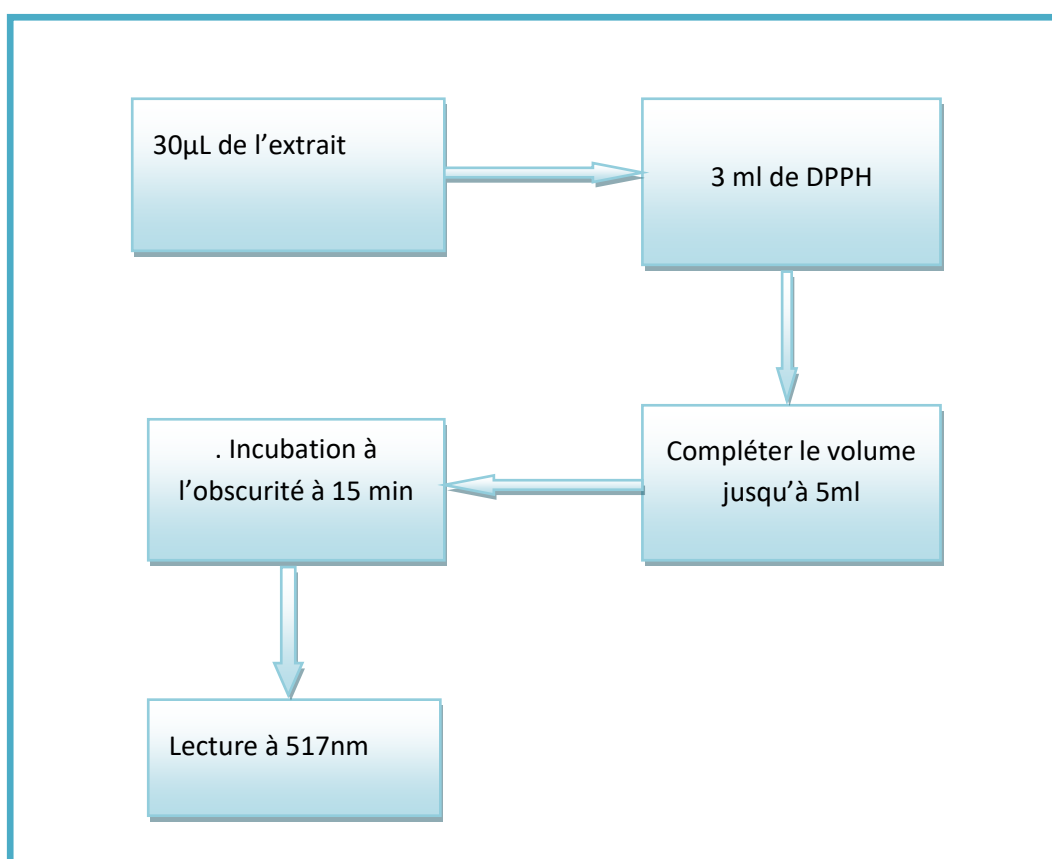 30µL de l’extrait
3 ml de DPPH
Compléter le volume
jusqu’à 5ml
. Incubation à
l’obscurité à 15 min
Lecture à 517nm